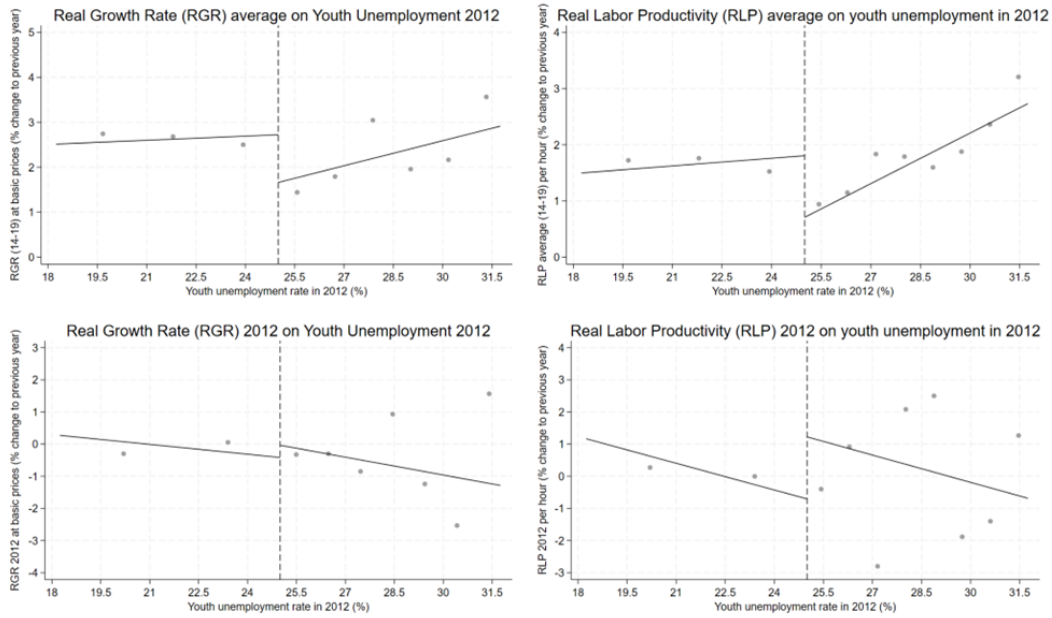 Real Growth Rate (RGR) average on Youth Unemployment 2012
RGR (14-19) at basic prices (% change to previous year)
5
4
3
2
1
0
18 19.5 21 22.5 24 25.5 27 28.5 30 31.5
Youth unemployment rate in 2012 (%)
Real Labor Productivity (RLP) average on youth unemployment in 2012
RLP average (14-19) per hour (% change to previous year)
4
3
2
1
0
18 19.5 21 22.5 24 25.5 27 28.5 30 31.5
Youth unemployment rate in 2012 (%)
Real Growth Rate (RGR) 2012 on Youth Unemployment 2012
RGR 2012 at basic prices (% change to previous year)
3
2
1
0
-1
-2
-3
-4
18 19.5 21 22.5 24 25.5 27 28.5 30 31.5
Youth unemployment rate in 2012 (%)
Real Labor Productivity (RLP) 2012 on youth unemployment in 2012
RLP 2012 per hour (% change to previous year)
4
3
2
1
0
-1
-2
-3
18 19.5 21 22.5 24 25.5 27 28.5 30 31.5
Youth unemployment rate in 2012 (%)